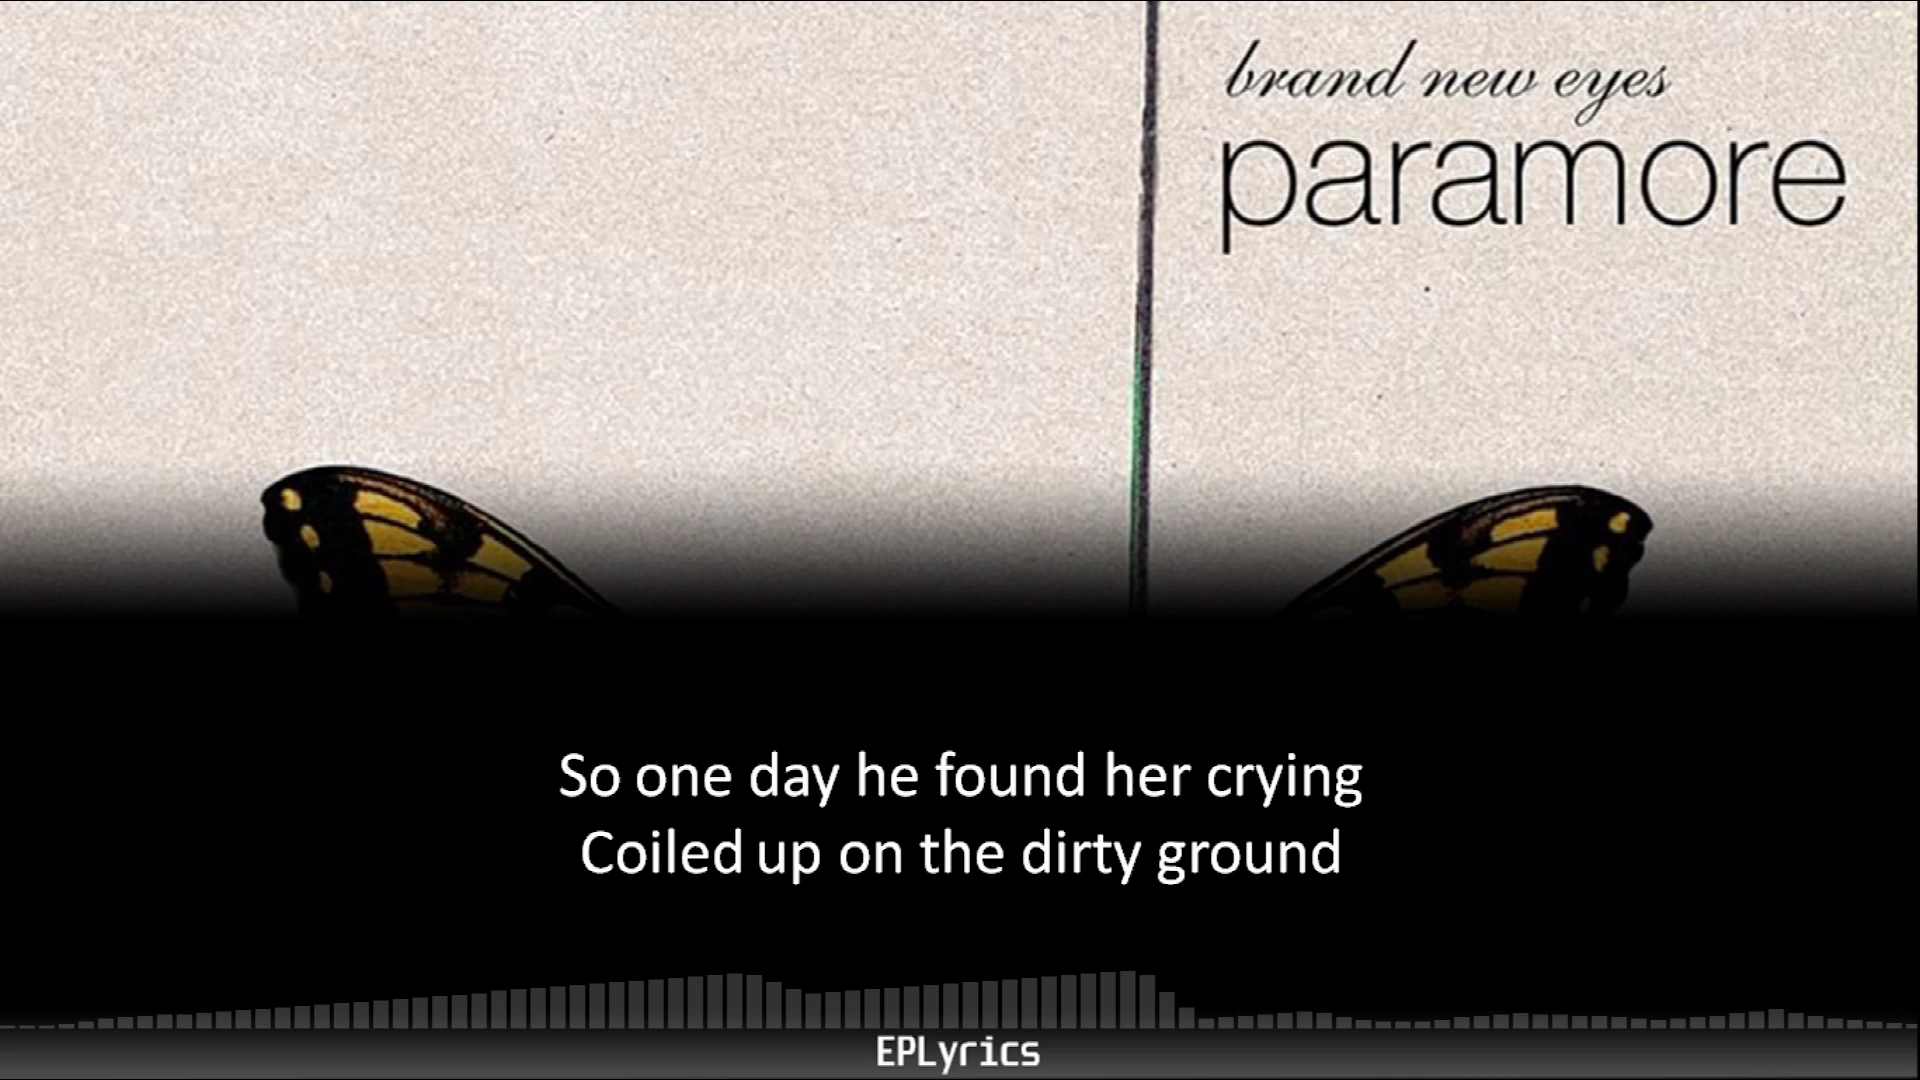 brand new eyes
paramore
So one day he found her crying
Coiled up on the dirty ground
EPLyrics